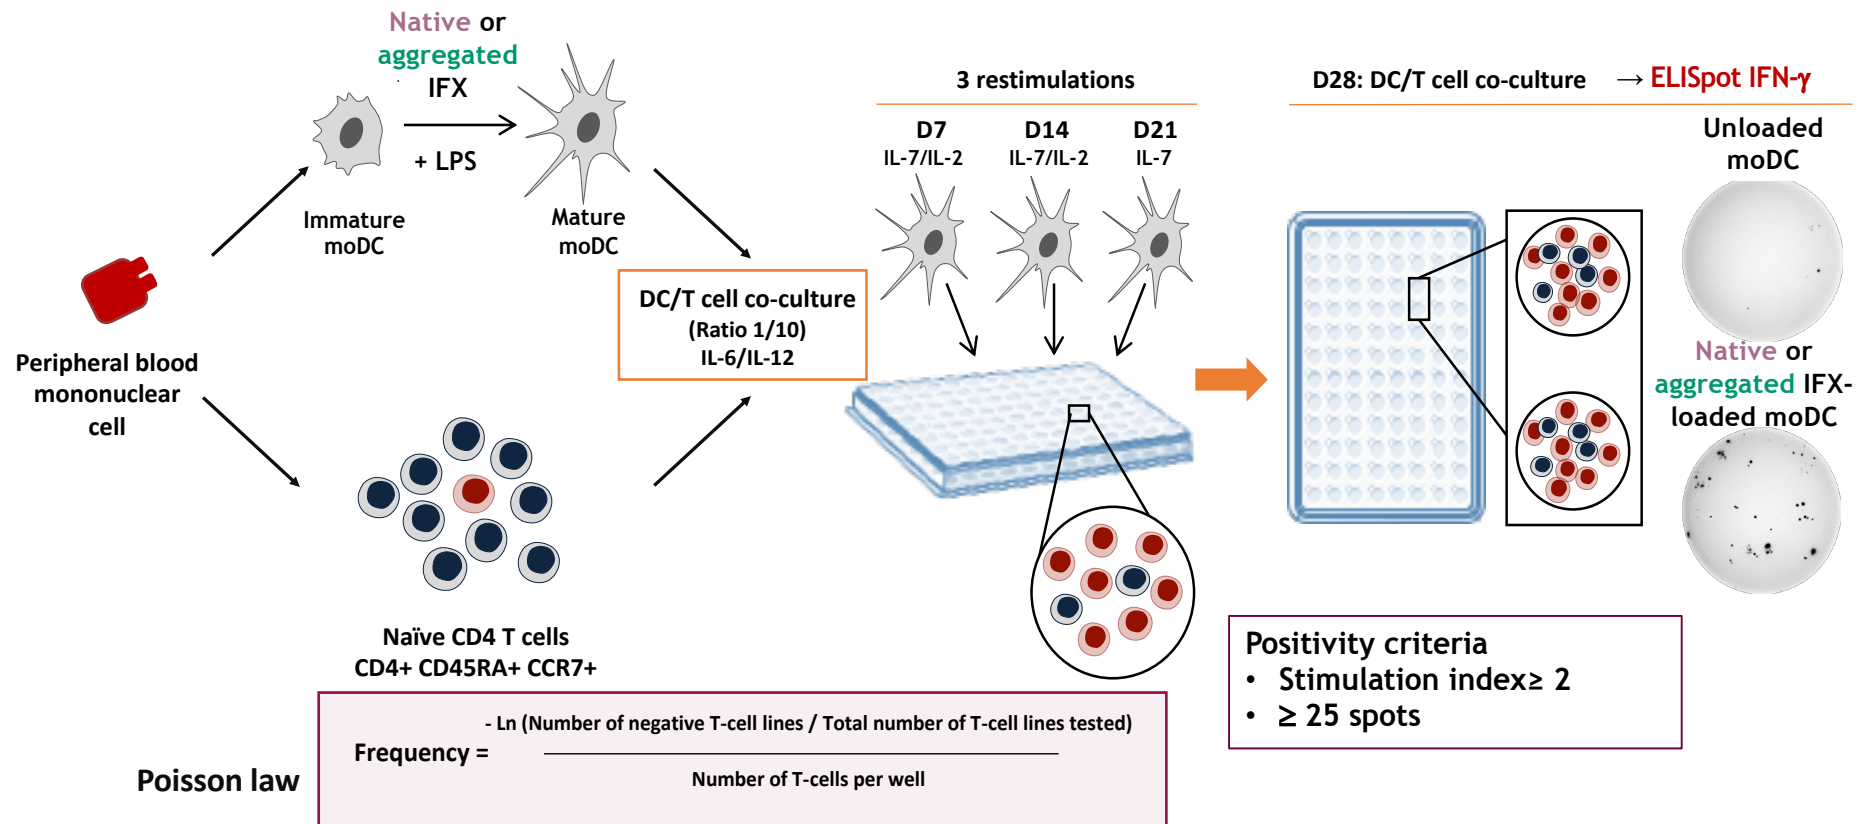 Native or
aggregated
IFX
+ LPS
Immature
moDC
Mature
moDC
Peripheral blood
mononuclear
cell
Naïve CD4 T cells
CD4+ CD45RA+ CCR7+
DC/T cell co-culture
(Ratio 1/10)
IL-6/IL-12
3 restimulations
D7
IL-7/IL-2
D14
IL-7/IL-2
D21
IL-7
D28: DC/T cell co-culture → ELISpot IFN-γ
Unloaded
moDC
Native or
aggregated IFX-
loaded moDC
Positivity criteria
• Stimulation index≥ 2
• ≥ 25 spots
Poisson law
Frequency =
- Ln (Number of negative T-cell lines / Total number of T-cell lines tested)
Number of T-cells per well